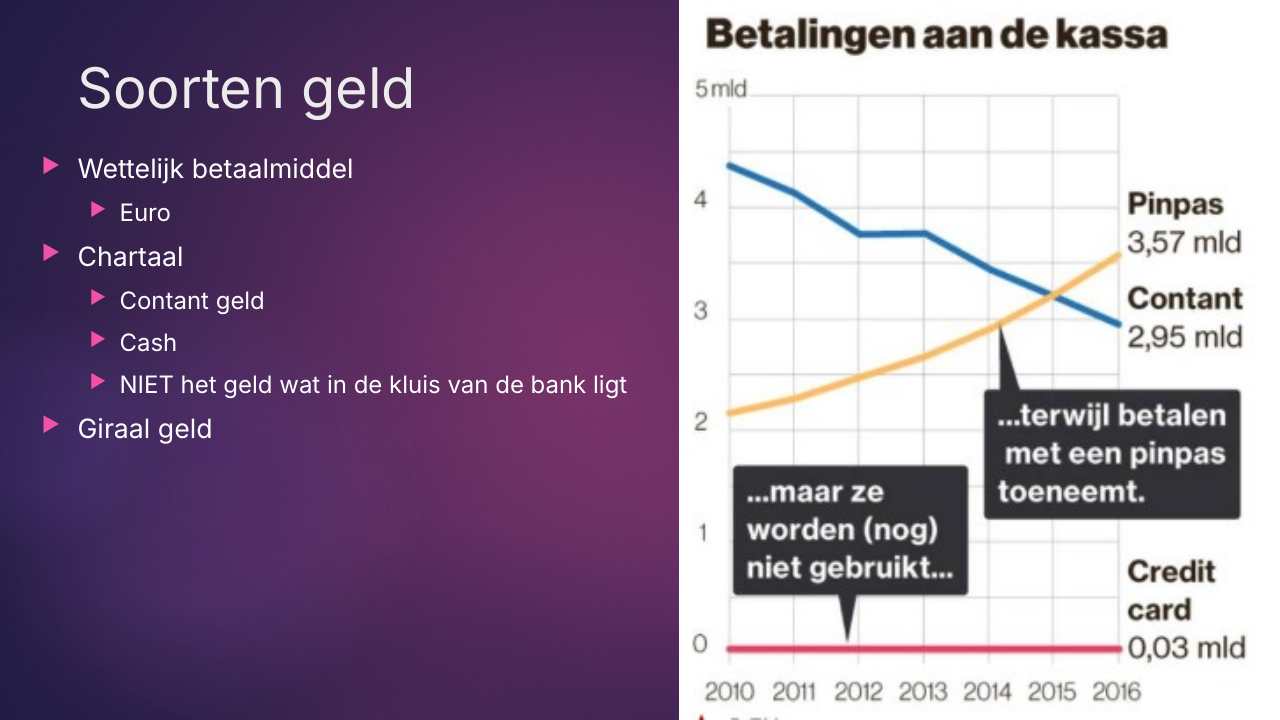 Soorten geld
Wettelijk betaalmiddel
Euro
Chartaal
Contant geld
Cash
NIET het geld wat in de kluis van de bank ligt
Giraal geld
Betalingen aan de kassa
5 mld
4
3
2
1
0
Pinpas
3,57 mld
Contant
2,95 mld
...terwijl betalen
met een pinpas
toeneemt.
...maar ze
worden (nog)
niet gebruikt...
Credit
card
0,03 mld
2010 2011 2012 2013 2014 2015 2016